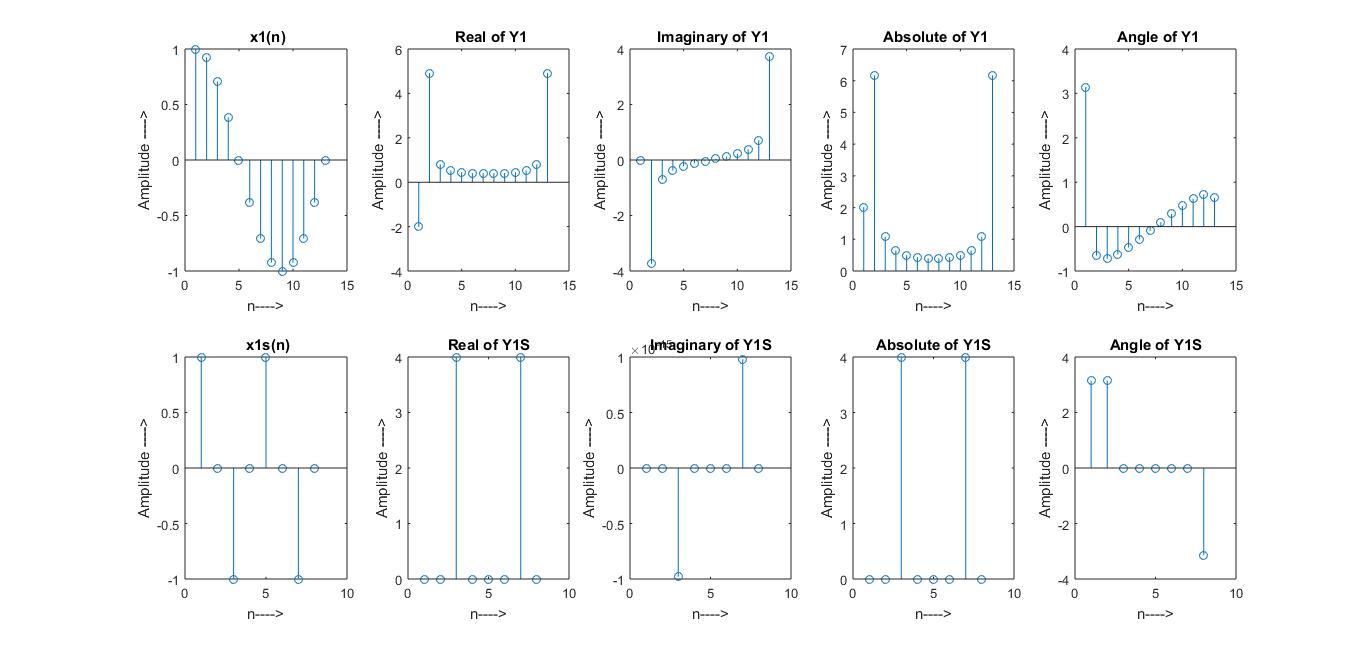 x1(n)
Real of Y1
Imaginary of Y1
Absolute of Y1
Angle of Y1
1
0.5
0
-0.5
-1
Amplitude ---->
0 5 10 15
n---->
6
4
2
0
-2
-4
Amplitude ---->
0 5 10 15
n---->
4
2
0
-2
-4
Amplitude ---->
0 5 10 15
n---->
7
6
5
4
3
2
1
0
Amplitude ---->
0 5 10 15
n---->
4
3
2
1
0
-1
Amplitude ---->
0 5 10 15
n---->
x1s(n)
Real of Y1S
Imaginary of Y1S
Absolute of Y1S
Angle of Y1S
1
0.5
0
-0.5
-1
Amplitude ---->
0 5 10
n---->
4
3
2
1
0
Amplitude ---->
0 5 10
n---->
× 10
1
0.5
0
-0.5
-1
Amplitude ---->
0 5 10
n---->
4
3
2
1
0
Amplitude ---->
0 5 10
n---->
4
2
0
-2
-4
Amplitude ---->
0 5 10
n---->